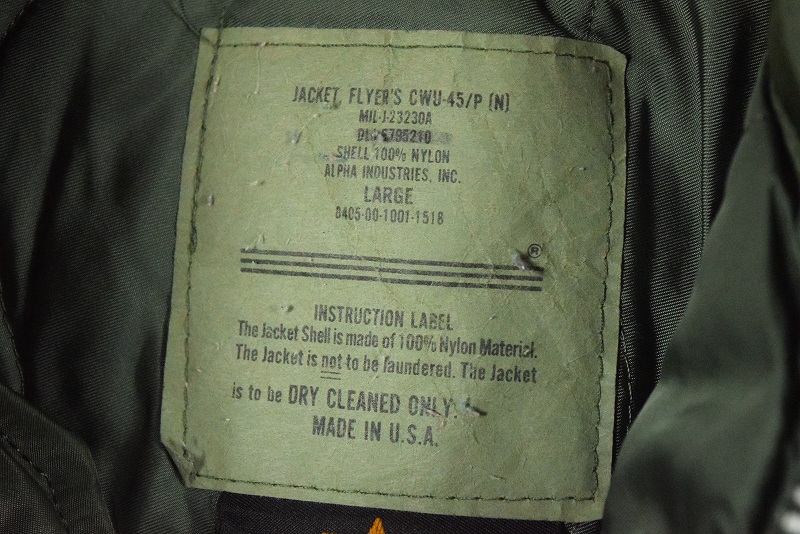 JACKET, FLYER'S CWU-45/P (N)
MIL-J-23230A
SHELL 100% NYLON
ALPHA INDUSTRIES, INC.
LARGE
8405-00-1001-1518
®
INSTRUCTION LABEL
The Jacket Shell is made of 100% Nylon Material.
The Jacket is not to be laundered. The Jacket
is to be DRY CLEANED ONLY.
MADE IN U.S.A.